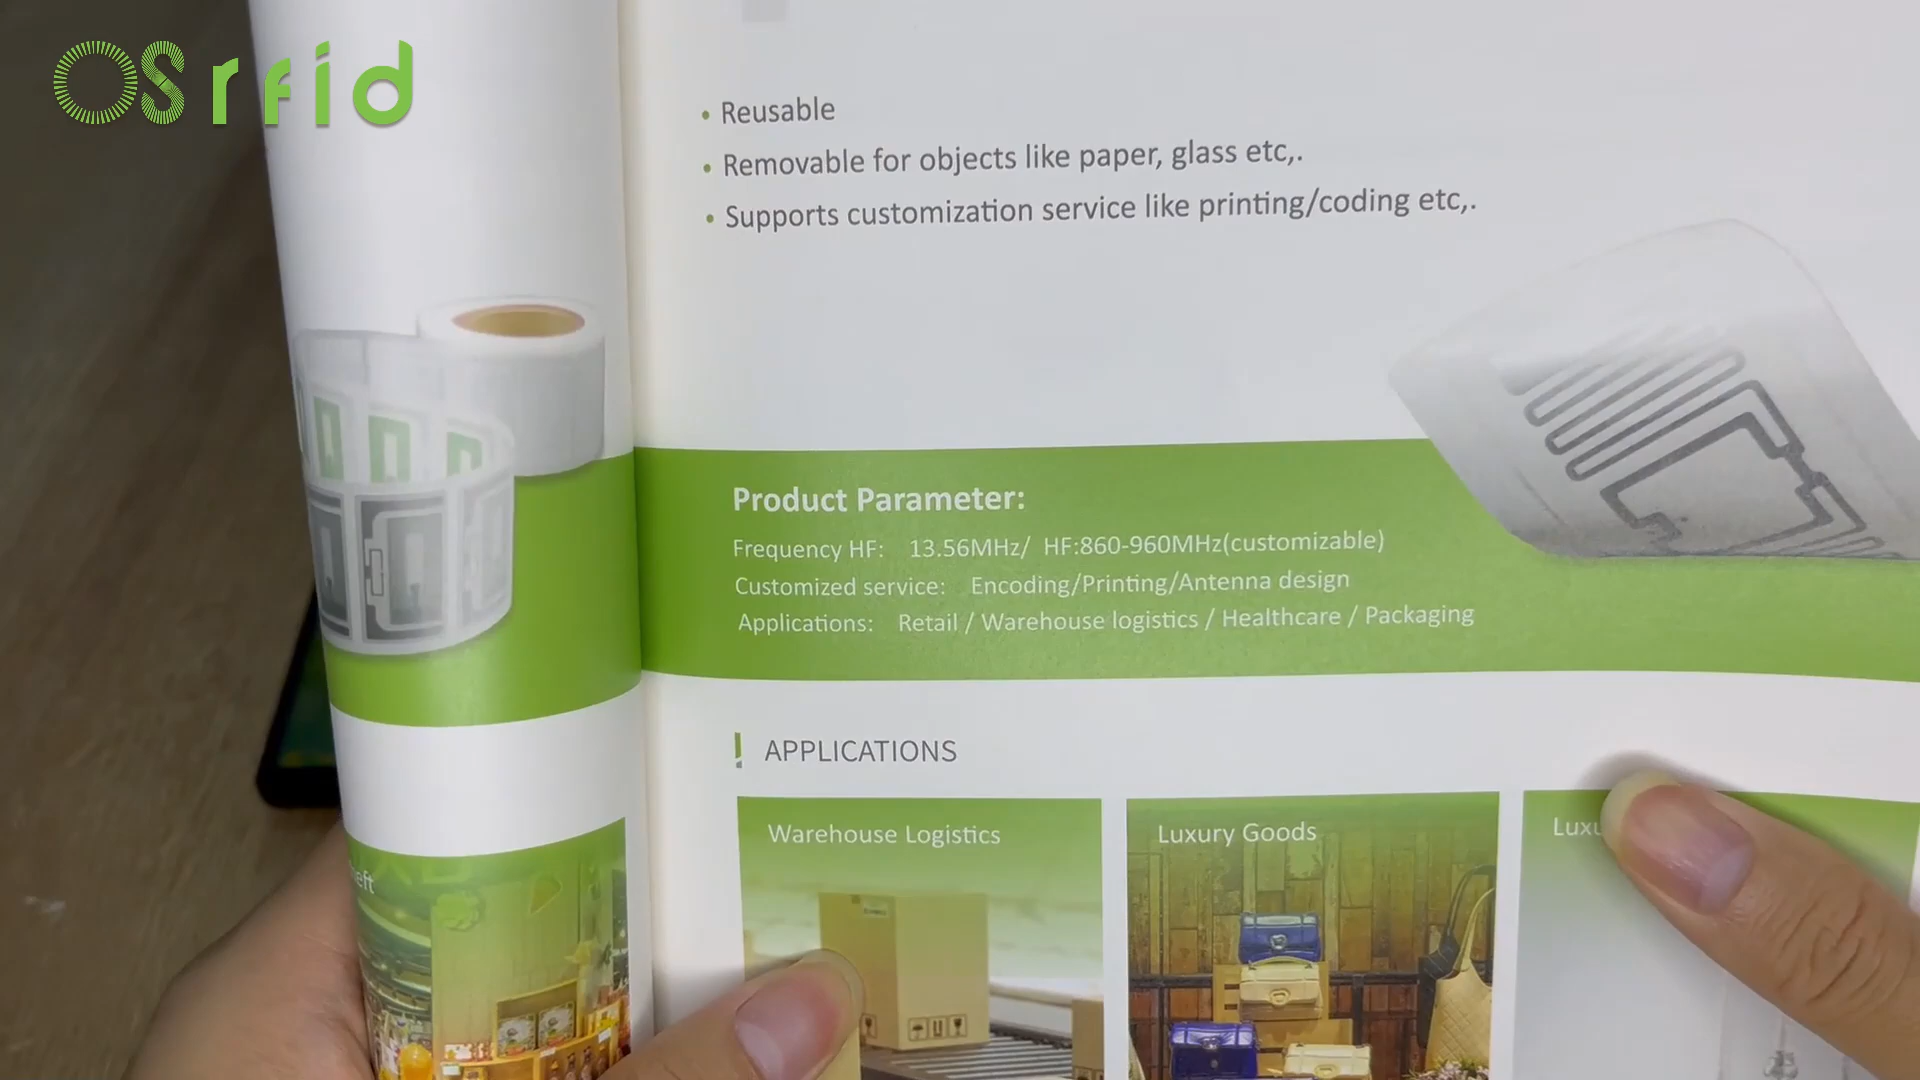 OSrfid
• Reusable
• Removable for objects like paper, glass etc,.
• Supports customization service like printing/coding etc,.
Product Parameter:
Frequency HF: 13.56MHz/ HF:860-960MHz(customizable)
Customized service: Encoding/Printing/Antenna design
Applications: Retail / Warehouse logistics / Healthcare / Packaging
! APPLICATIONS
Warehouse Logistics
Luxury Goods